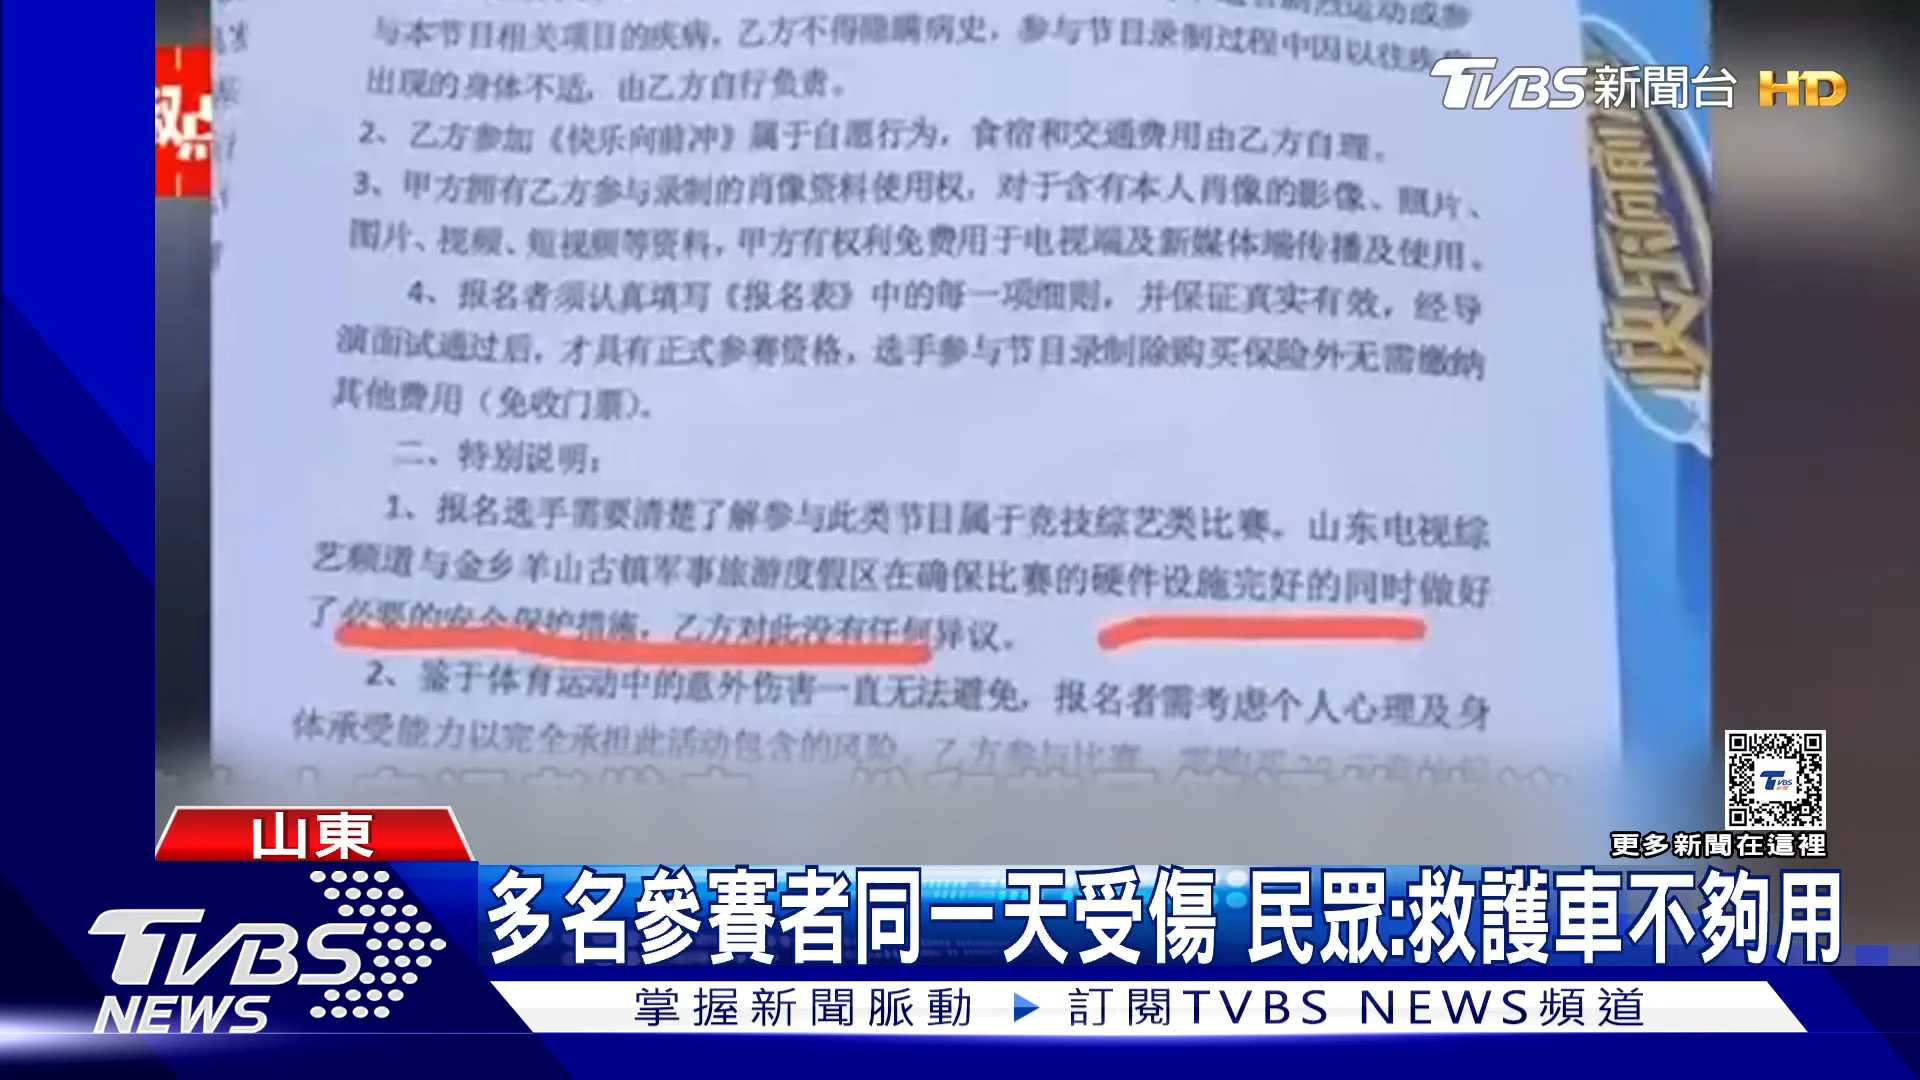 与本节目相关项目的疾病，乙方不得隐瞒病史，参与节目录制过程中因以往疾病
出现的身体不适，由乙方自行负责。
2、乙方参加《快乐向前冲》属于自愿行为，食宿和交通费用由乙方自理。
3、甲方拥有乙方参与录制的肖像资料使用权，对于含有本人肖像的影像、照片、
图片、视频、短视频等资料，甲方有权利免费用于电视端及新媒体端传播及使用。
4、报名者须认真填写《报名表》中的每一项细则，并保证真实有效，经导
演面试通过后，才具有正式参赛资格，选手参与节目录制除购买保险外无需缴纳
其他费用（免收门票）.
二、特别说明：
1、报名选手需要清楚了解参与此类节目属于竞技综艺类比赛。山东电视综
艺频道与金乡羊山古镇军事旅游度假区在确保比赛的硬件设施完好的同时做好
了必要的安全保护措施，乙方对此没有任何异议。
2、鉴于体育运动中的意外伤害一直无法避免，报名者需考虑个人心理及身
体承受能力以完全承担此活动包含的风险，乙方参与比赛
TVBS新聞台 HD
更多新聞在這裡
山東
TVBS NEWS
多名參賽者同一天受傷 民眾:救護車不夠用
掌握新聞脈動 ▶ 訂閱TVBS NEWS頻道